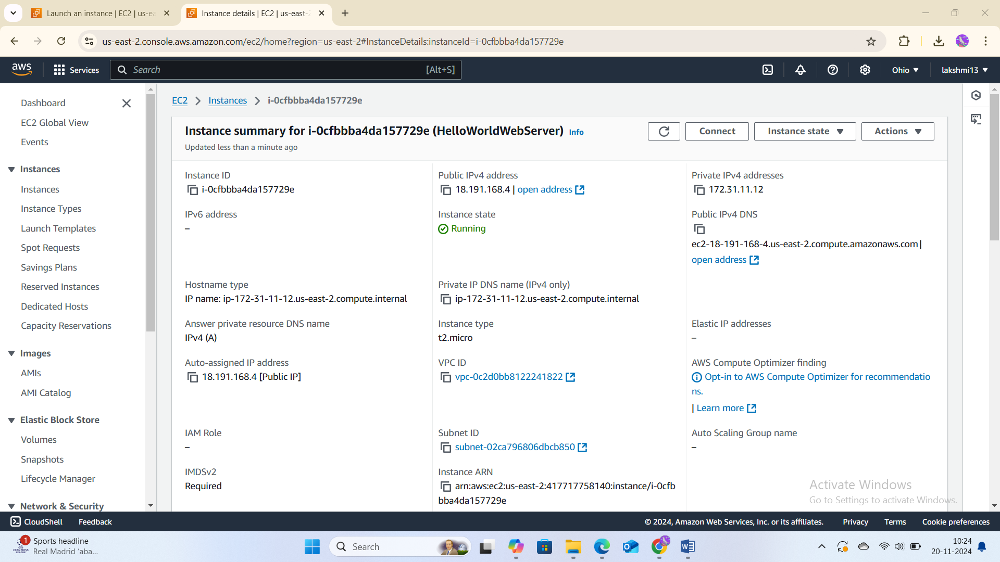 Launch an instance | EC2 | us-ea
Instance details | EC2 | us-east-2
us-east-2.console.aws.amazon.com/ec2/home?region=us-east-2#InstanceDetails:instanceId=i-0cfbbba4da157729e
aws
Services
Search
[Alt+S]
Ohio
lakshmi13
Dashboard
EC2 Global View
Events
Instances
Instances
Instance Types
Launch Templates
Spot Requests
Savings Plans
Reserved Instances
Dedicated Hosts
Capacity Reservations
Images
AMIs
AMI Catalog
Elastic Block Store
Volumes
Snapshots
Lifecycle Manager
Network & Security
EC2 > Instances > i-0cfbbba4da157729e
Instance summary for i-0cfbbba4da157729e (HelloWorldWebServer) Info
Updated less than a minute ago
Connect
Instance state
Actions
Instance ID
i-0cfbbba4da157729e
Public IPv4 address
18.191.168.4 | open address
Private IPv4 addresses
172.31.11.12
IPv6 address
–
Instance state
Running
Public IPv4 DNS
ec2-18-191-168-4.us-east-2.compute.amazonaws.com |
open address
Hostname type
IP name: ip-172-31-11-12.us-east-2.compute.internal
Private IP DNS name (IPv4 only)
ip-172-31-11-12.us-east-2.compute.internal
Answer private resource DNS name
IPv4 (A)
Instance type
t2.micro
Elastic IP addresses
–
Auto-assigned IP address
18.191.168.4 [Public IP]
VPC ID
vpc-0c2d0bb8122241822
AWS Compute Optimizer finding
Opt-in to AWS Compute Optimizer for recommendatio
ns.
| Learn more
IAM Role
–
Subnet ID
subnet-02ca796806dbcb850
Auto Scaling Group name
–
IMDSv2
Required
Instance ARN
arn:aws:ec2:us-east-2:417717758140:instance/i-0cfb
bba4da157729e
Activate Windows
Go to Settings to activate Windows.
CloudShell
Feedback
© 2024, Amazon Web Services, Inc. or its affiliates.
Privacy
Terms
Cookie preferences
1
Sports headline
Real Madrid 'aba...
Search
10:24
20-11-2024